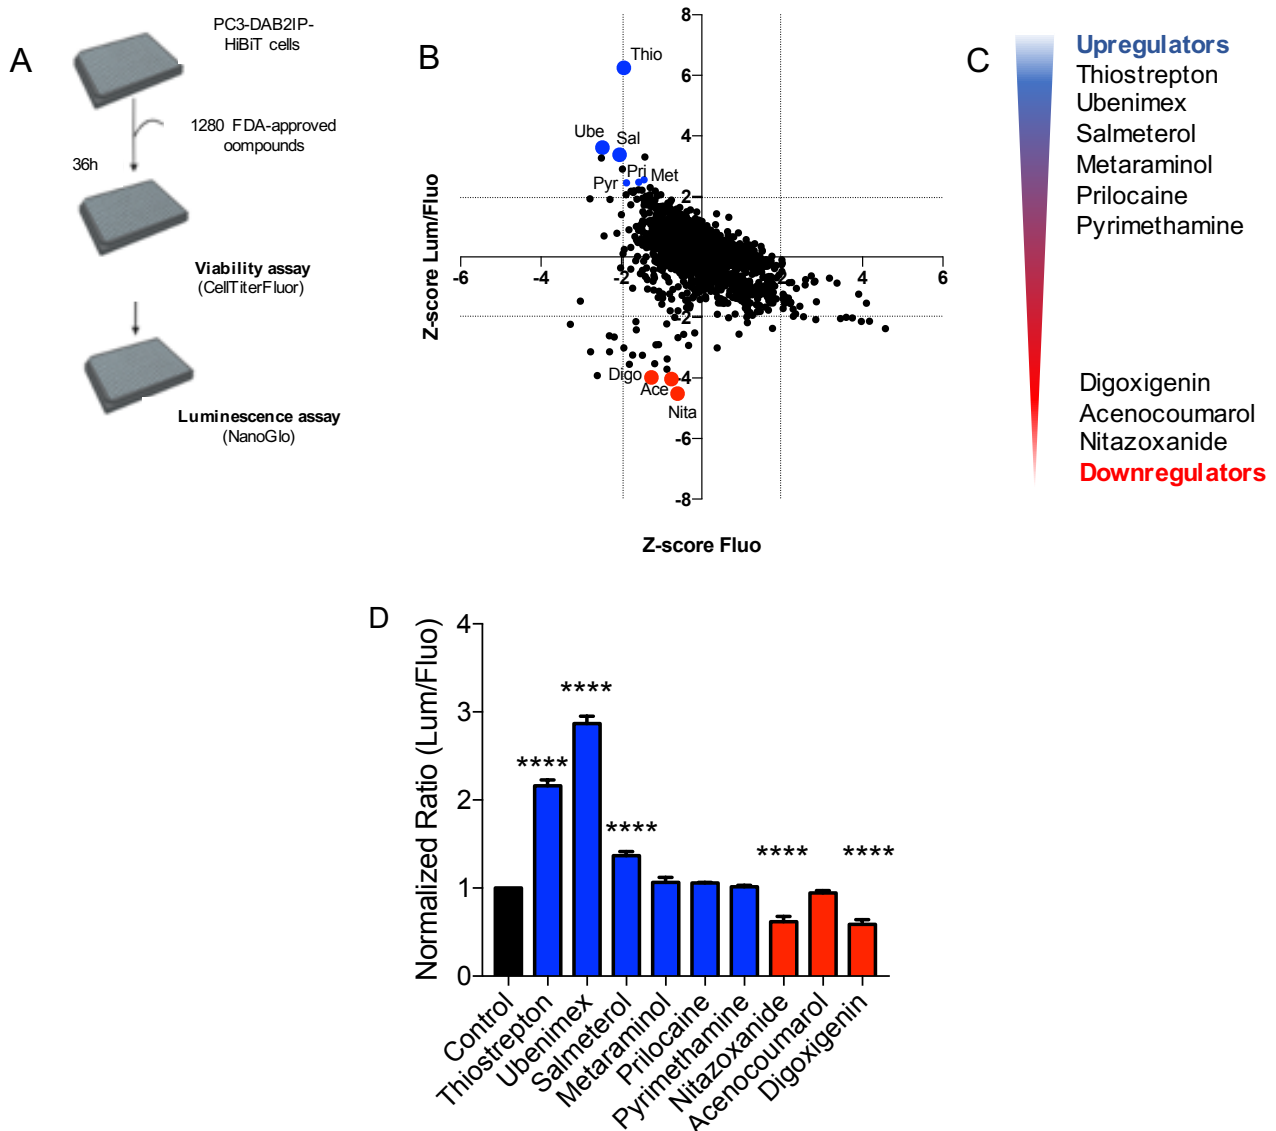 A
PC3-DAB2IP-
HiBiT cells
1280 FDA-approved
oompounds
36h
Viability assay
(CellTiterFluor)
Luminescence assay
(NanoGlo)
B
Z-score Lum/Fluo
8
6
4
2
-2
-4
-6
-8
-6
-4
-2
2
4
6
Thio
Ube
Sal
Pri
Met
Pyr
Digo
Ace
Nita
Z-score Fluo
C
Upregulators
Thiostrepton
Ubenimex
Salmeterol
Metaraminol
Prilocaine
Pyrimethamine
Digoxigenin
Acenocoumarol
Nitazoxanide
Downregulators
D
Normalized Ratio (Lum/Fluo)
4
3
2
1
0
****
****
****
****
****
Control
Thiostrepton
Ubenimex
Salmeterol
Metaraminol
Prilocaine
Pyrimethamine
Nitazoxanide
Acenocoumarol
Digoxigenin